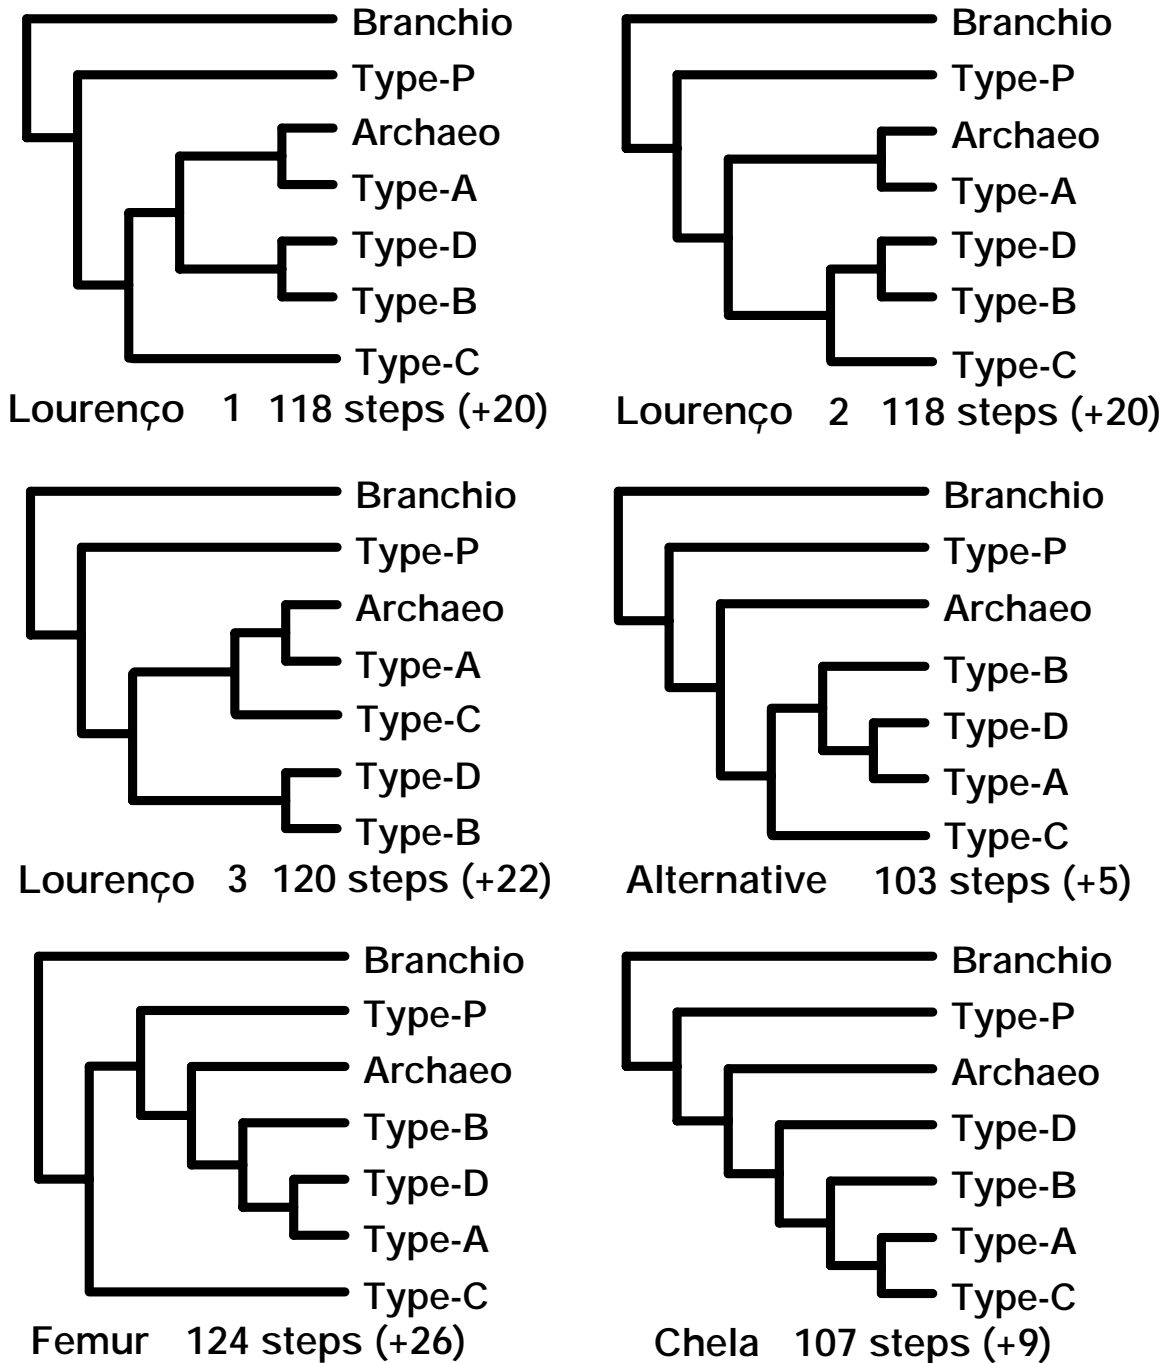 Branchio
Type-P
Archaeo
Type-A
Type-D
Type-B
Type-C
Lourenço 1 118 steps (+20)
Branchio
Type-P
Archaeo
Type-A
Type-D
Type-B
Type-C
Lourenço 2 118 steps (+20)
Branchio
Type-P
Archaeo
Type-A
Type-C
Type-D
Type-B
Lourenço 3 120 steps (+22)
Branchio
Type-P
Archaeo
Type-B
Type-D
Type-A
Type-C
Alternative 103 steps (+5)
Branchio
Type-P
Archaeo
Type-B
Type-D
Type-A
Type-C
Femur 124 steps (+26)
Branchio
Type-P
Archaeo
Type-D
Type-B
Type-A
Type-C
Chela 107 steps (+9)